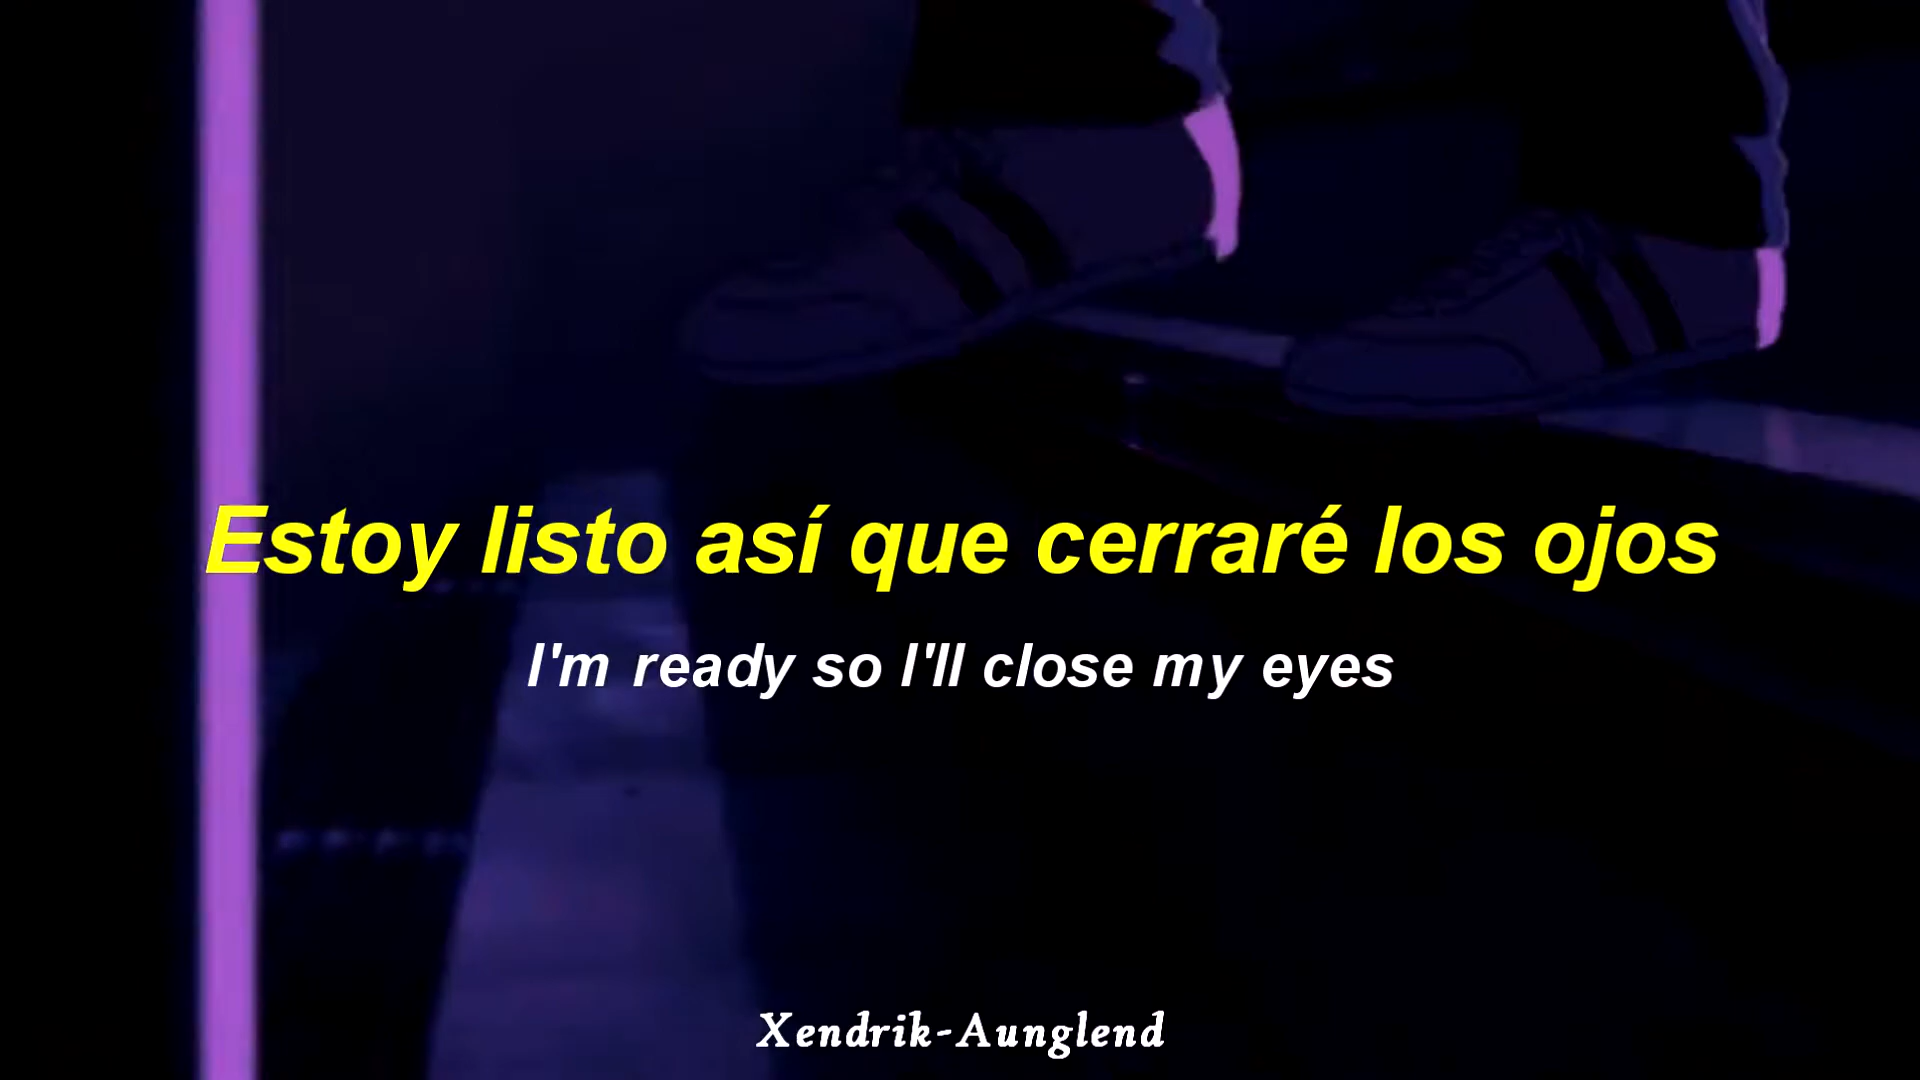 Estoy listo así que cerraré los ojos
I'm ready so I'll close my eyes
Xendrik-Aunglend